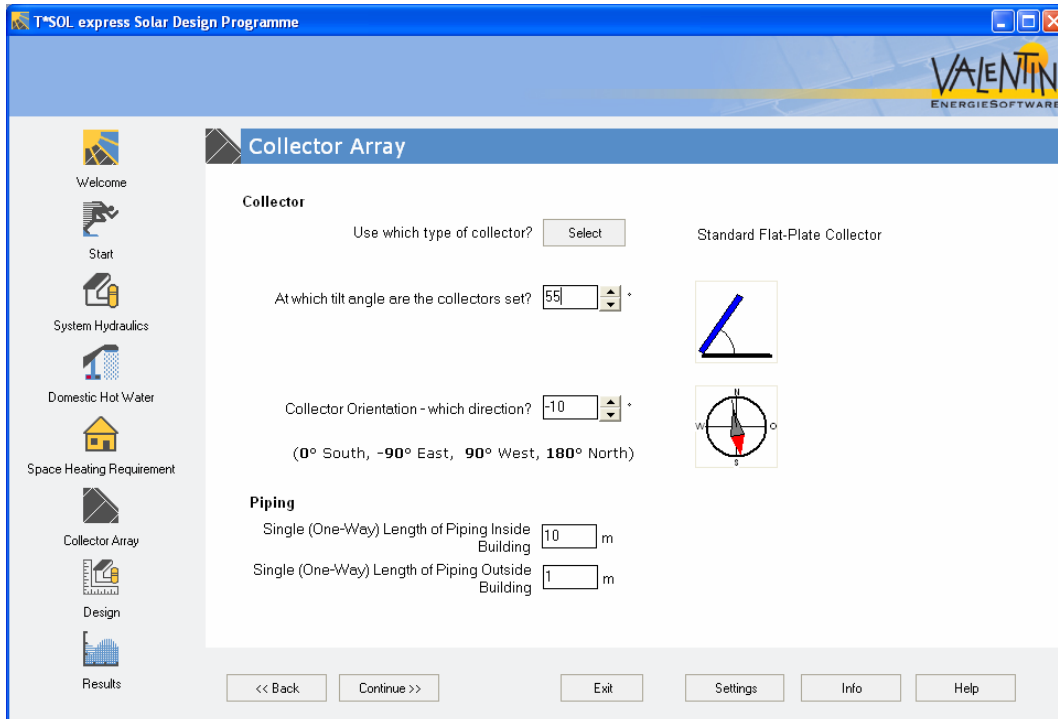 T*SOL express Solar Design Programme
VALENTIN
ENERGIESOFTWARE
Welcome
Start
System Hydraulics
Domestic Hot Water
Space Heating Requirement
Collector Array
Design
Results
Collector Array
Collector
Use which type of collector? Select Standard Flat-Plate Collector
At which tilt angle are the collectors set? 55 °
Collector Orientation - which direction? -10 °
(0° South, -90° East, 90° West, 180° North)
N
W O
S
Piping
Single (One-Way) Length of Piping Inside
Building 10 m
Single (One-Way) Length of Piping Outside
Building 1 m
<< Back Continue >> Exit Settings Info Help